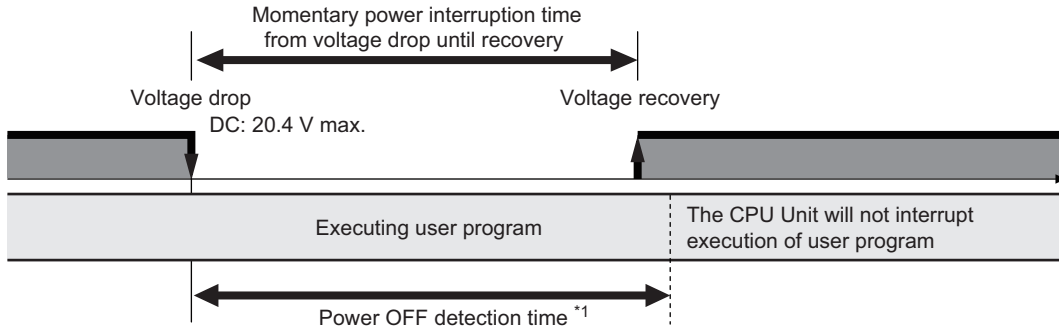 Momentary power interruption time
from voltage drop until recovery
Voltage drop
Voltage recovery
DC: 20.4 V max.
Executing user program
The CPU Unit will not interrupt
execution of user program
Power OFF detection time *1